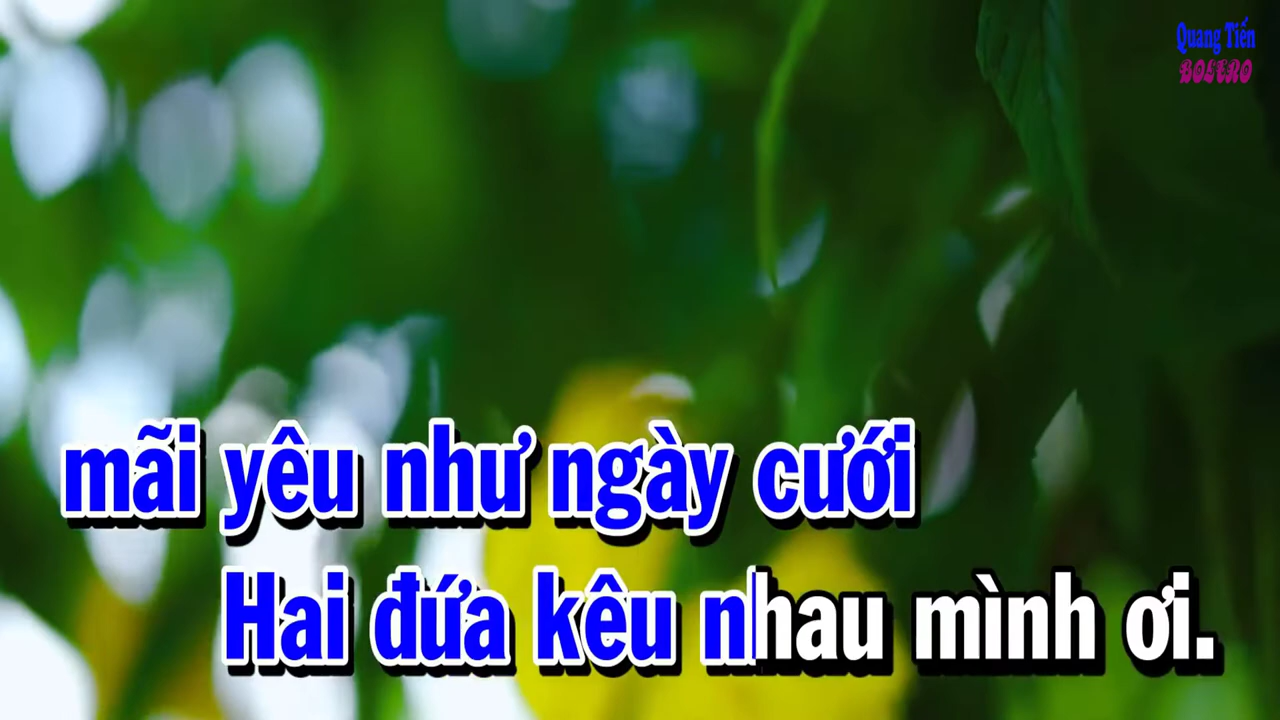 Quang Tiến
BOLERO
mãi yêu như ngày cưới
Hai đứa kêu nhau mình ơi.